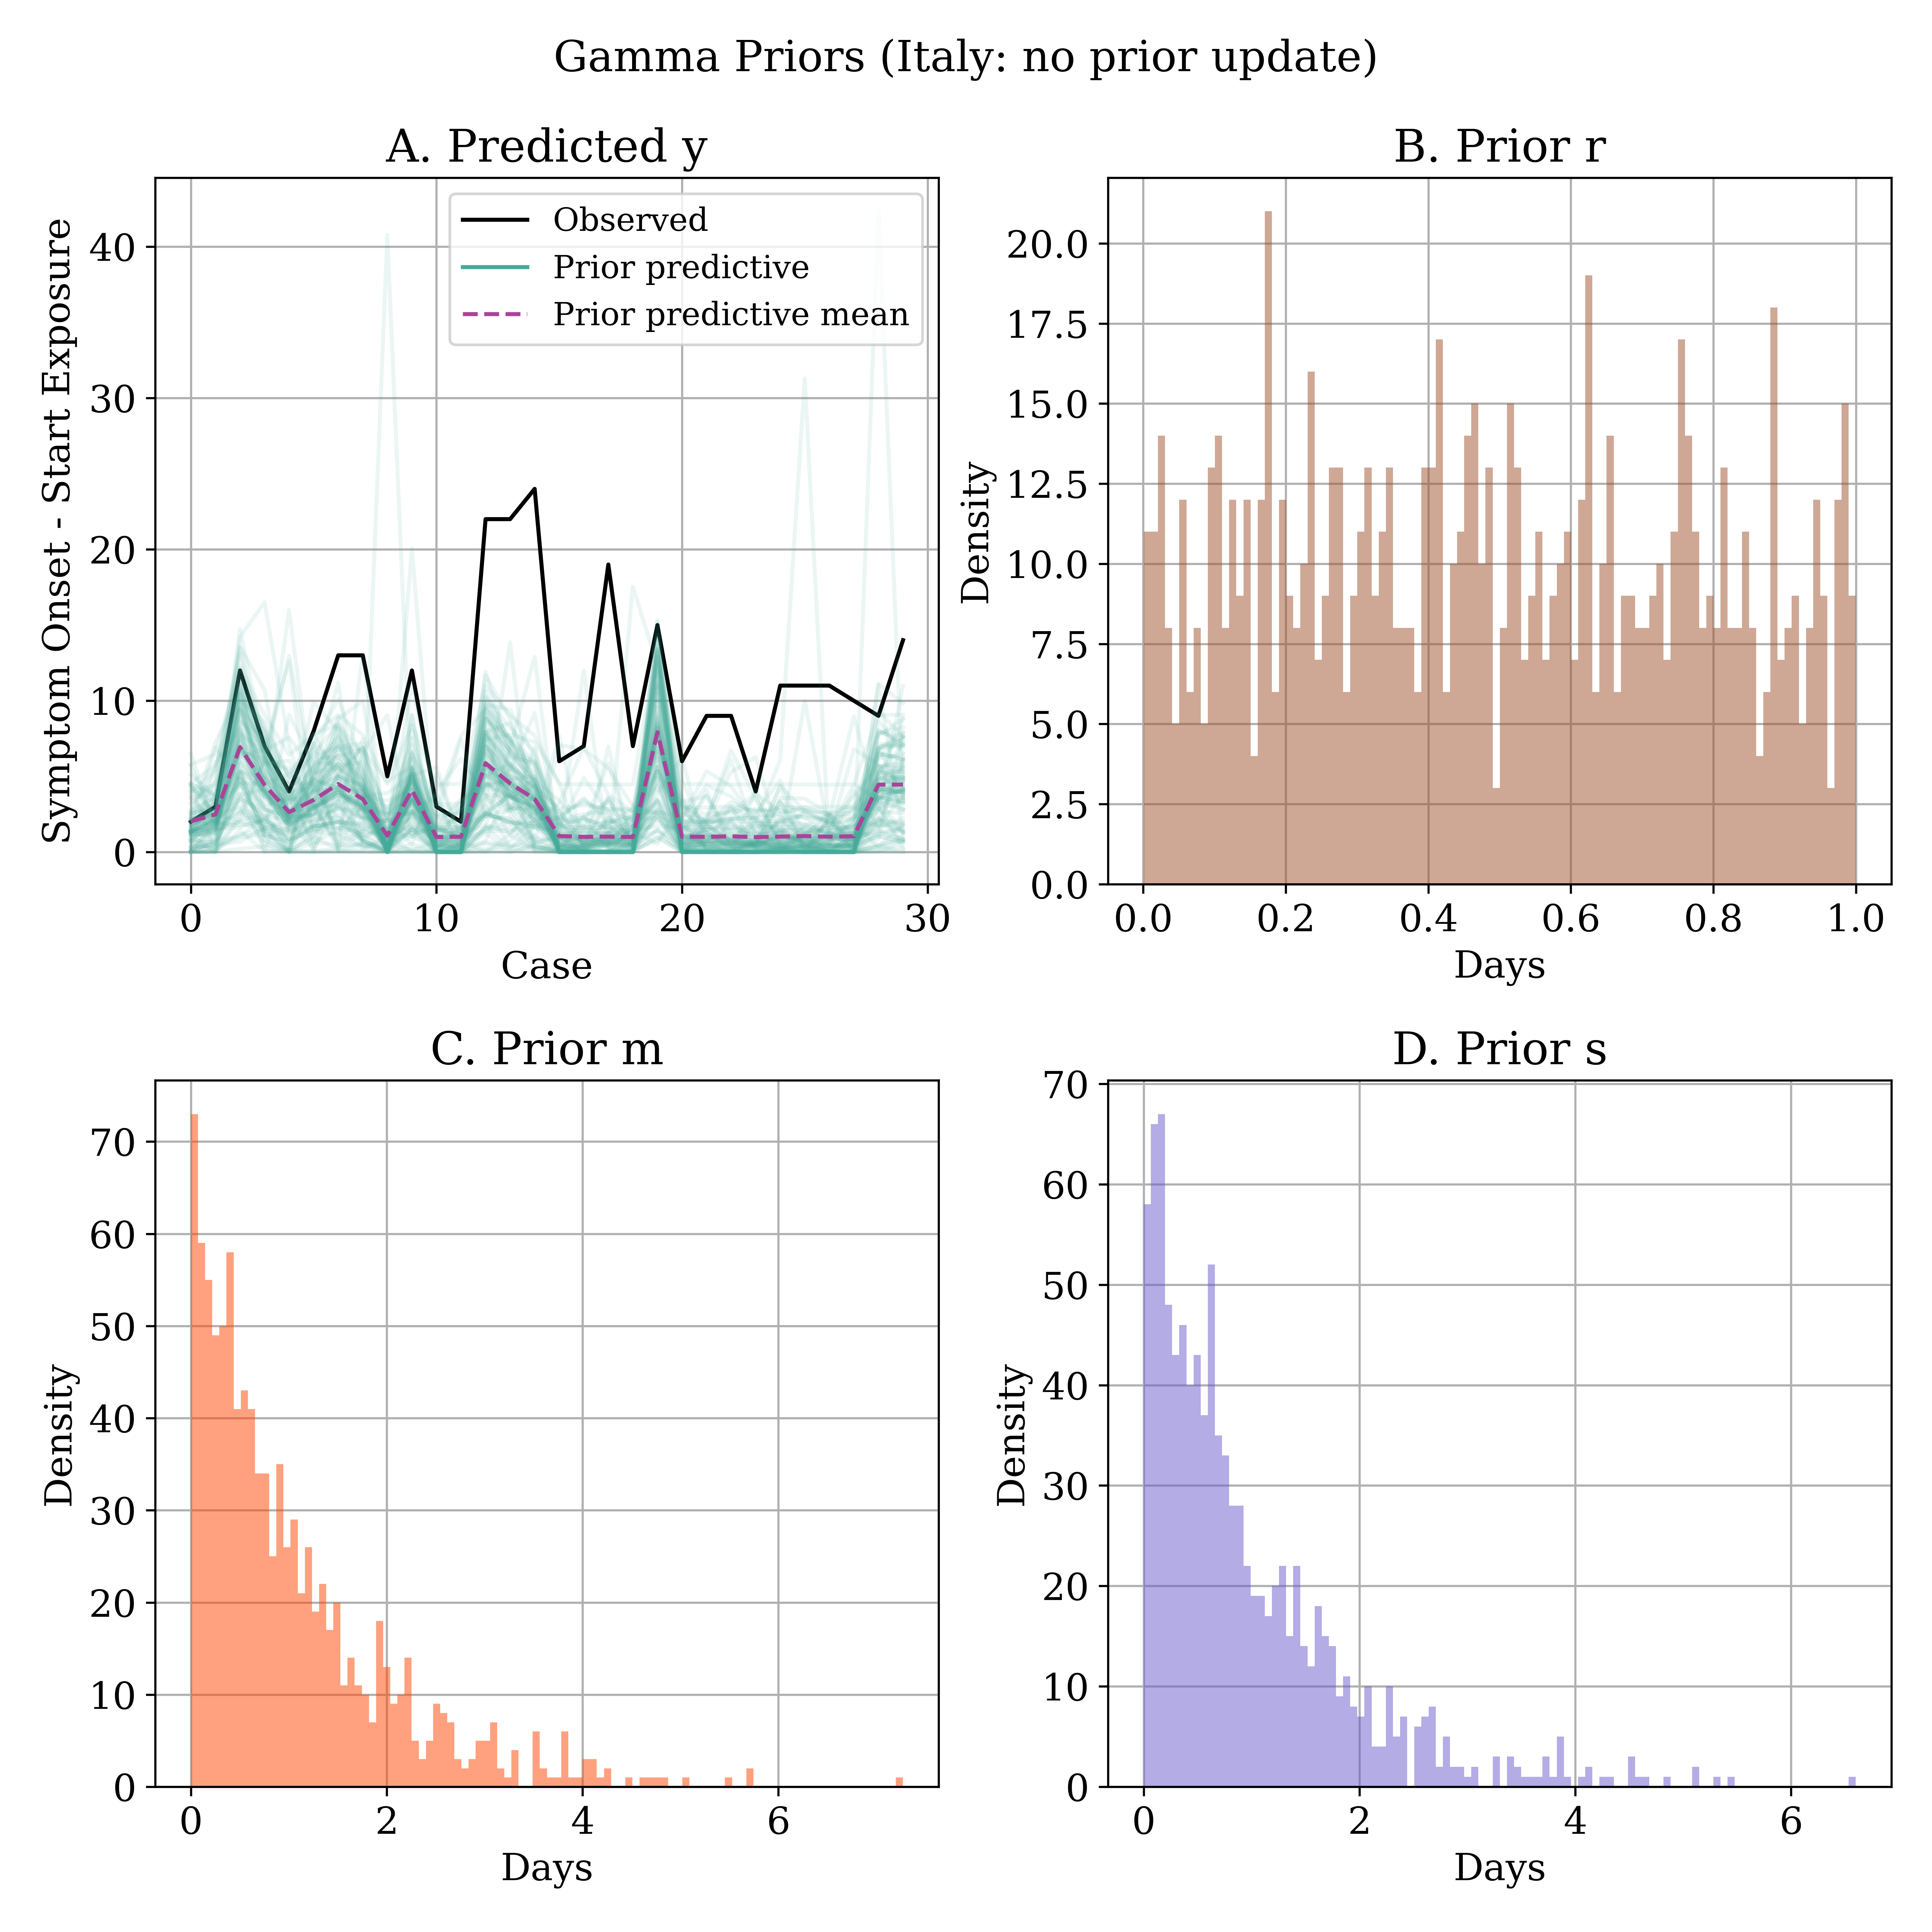 Gamma Priors (Italy: no prior update)
A. Predicted y
Symptom Onset - Start Exposure
40
30
20
10
0
Observed
Prior predictive
Prior predictive mean
0 10 20 30
Case
B. Prior r
Density
20.0
17.5
15.0
12.5
10.0
7.5
5.0
2.5
0.0
0.0 0.2 0.4 0.6 0.8 1.0
Days
C. Prior m
Density
70
60
50
40
30
20
10
0
0 2 4 6
Days
D. Prior s
Density
70
60
50
40
30
20
10
0
0 2 4 6
Days